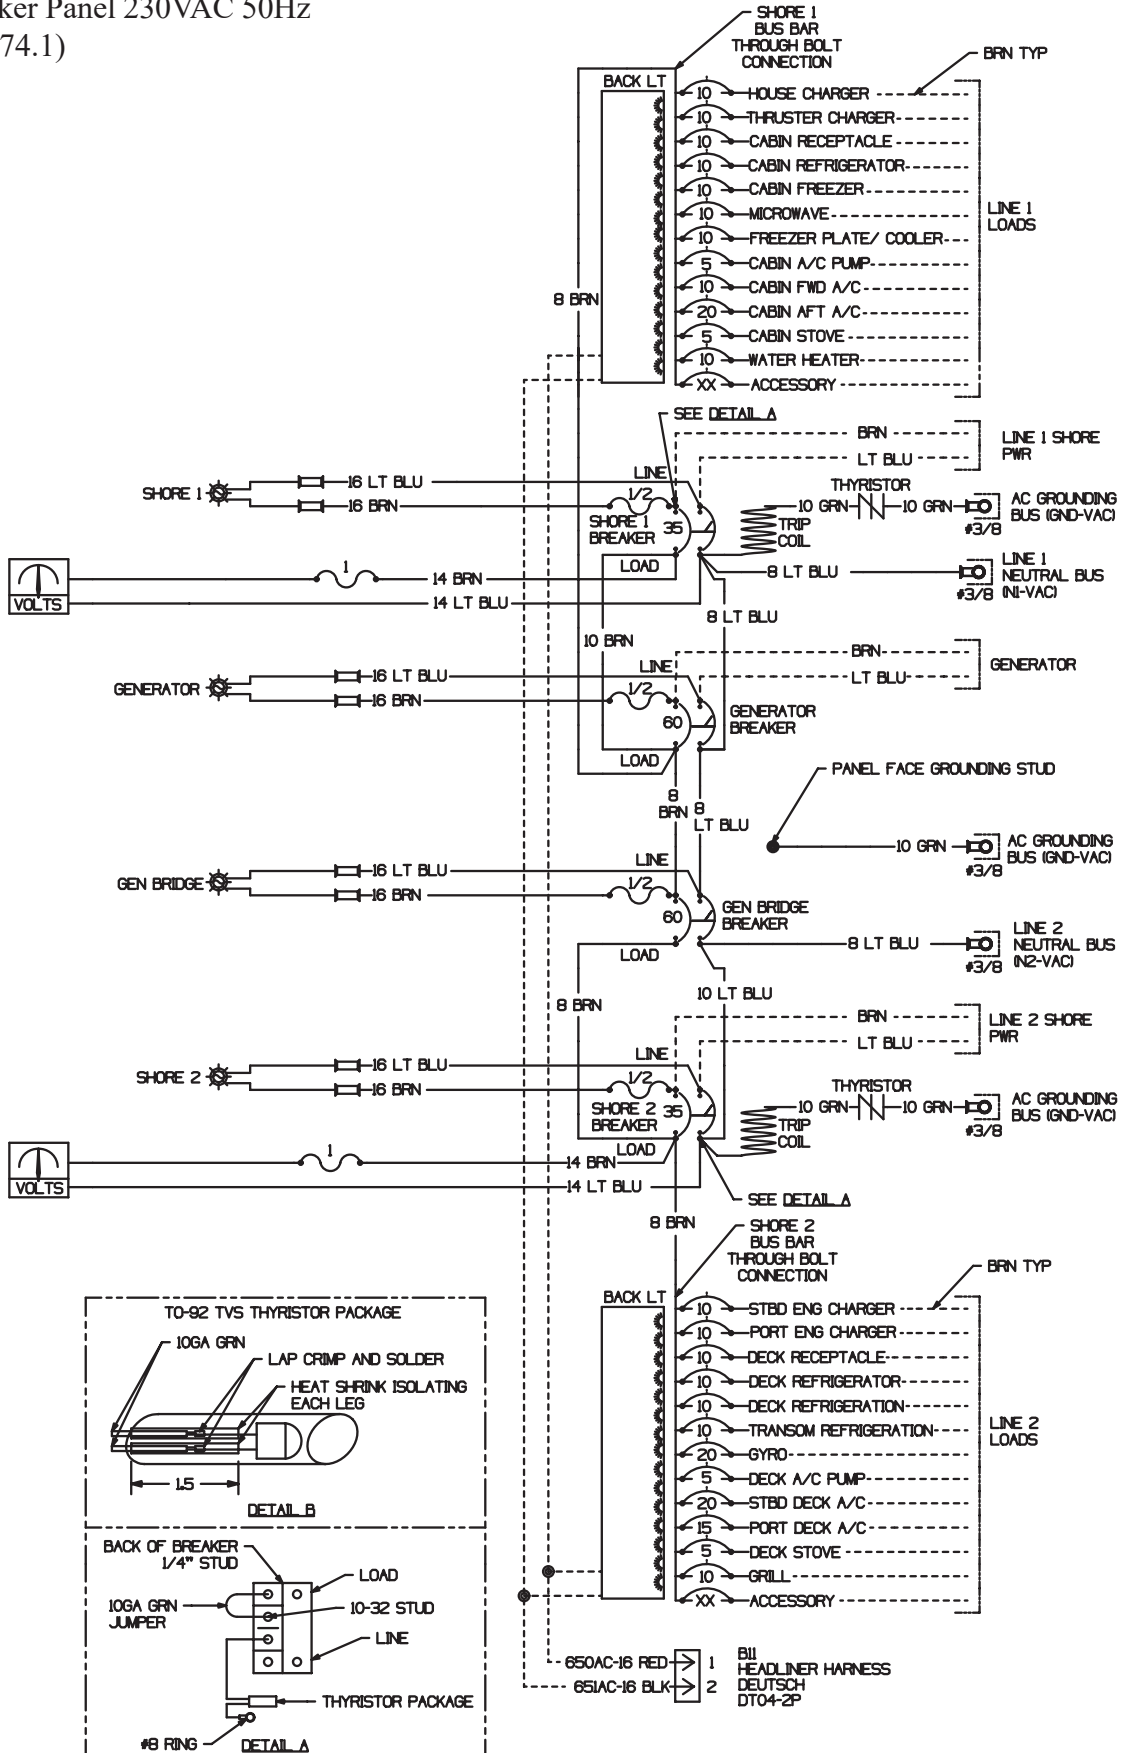 ker Panel 230VAC 50Hz
74.1)
SHORE 1
BUS BAR
THROUGH BOLT
CONNECTION
BRN TYP
BACK LT
10 HOUSE CHARGER
10 THRUSTER CHARGER
10 CABIN RECEPTACLE
10 CABIN REFRIGERATOR
10 CABIN FREEZER
10 MICROWAVE
10 FREEZER PLATE/ COOLER
5 CABIN A/C PUMP
10 CABIN FWD A/C
20 CABIN AFT A/C
5 CABIN STOVE
10 WATER HEATER
XX ACCESSORY
LINE 1
LOADS
8 BRN
SEE DETAIL A
BRN
LT BLU
LINE 1 SHORE
PWR
SHORE 1
16 LT BLU
16 BRN
LINE
1/2
SHORE 1
BREAKER
35
LOAD
TRIP
COIL
THYRISTOR
10 GRN
10 GRN
#3/8
AC GROUNDING
BUS (GND-VAC)
8 LT BLU
#3/8
LINE 1
NEUTRAL BUS
(N1-VAC)
VOLTS
1
14 BRN
14 LT BLU
8 LT BLU
10 BRN
BRN
LT BLU
GENERATOR
GENERATOR
16 LT BLU
16 BRN
LINE
1/2
60
GENERATOR
BREAKER
LOAD
PANEL FACE GROUNDING STUD
8
BRN
8
LT BLU
10 GRN
#3/8
AC GROUNDING
BUS (GND-VAC)
GEN BRIDGE
16 LT BLU
16 BRN
LINE
1/2
60
GEN BRIDGE
BREAKER
LOAD
8 LT BLU
#3/8
LINE 2
NEUTRAL BUS
(N2-VAC)
8 BRN
10 LT BLU
BRN
LT BLU
LINE 2 SHORE
PWR
SHORE 2
16 LT BLU
16 BRN
LINE
1/2
SHORE 2
BREAKER
35
LOAD
TRIP
COIL
THYRISTOR
10 GRN
10 GRN
#3/8
AC GROUNDING
BUS (GND-VAC)
VOLTS
1
14 BRN
14 LT BLU
SEE DETAIL A
8 BRN
SHORE 2
BUS BAR
THROUGH BOLT
CONNECTION
BRN TYP
BACK LT
10 STBD ENG CHARGER
10 PORT ENG CHARGER
10 DECK RECEPTACLE
10 DECK REFRIGERATOR
10 DECK REFRIGERATION
10 TRANSOM REFRIGERATION
20 GYRO
5 DECK A/C PUMP
20 STBD DECK A/C
15 PORT DECK A/C
5 DECK STOVE
10 GRILL
XX ACCESSORY
LINE 2
LOADS
TO-92 TVS THYRISTOR PACKAGE
10GA GRN
LAP CRIMP AND SOLDER
HEAT SHRINK ISOLATING
EACH LEG
1.5
DETAIL B
BACK OF BREAKER
1/4" STUD
LOAD
10GA GRN
JUMPER
10-32 STUD
LINE
THYRISTOR PACKAGE
#8 RING
DETAIL A
650AC-16 RED
651AC-16 BLK
1
2
B11
HEADLINER HARNESS
DEUTSCH
DT04-2P